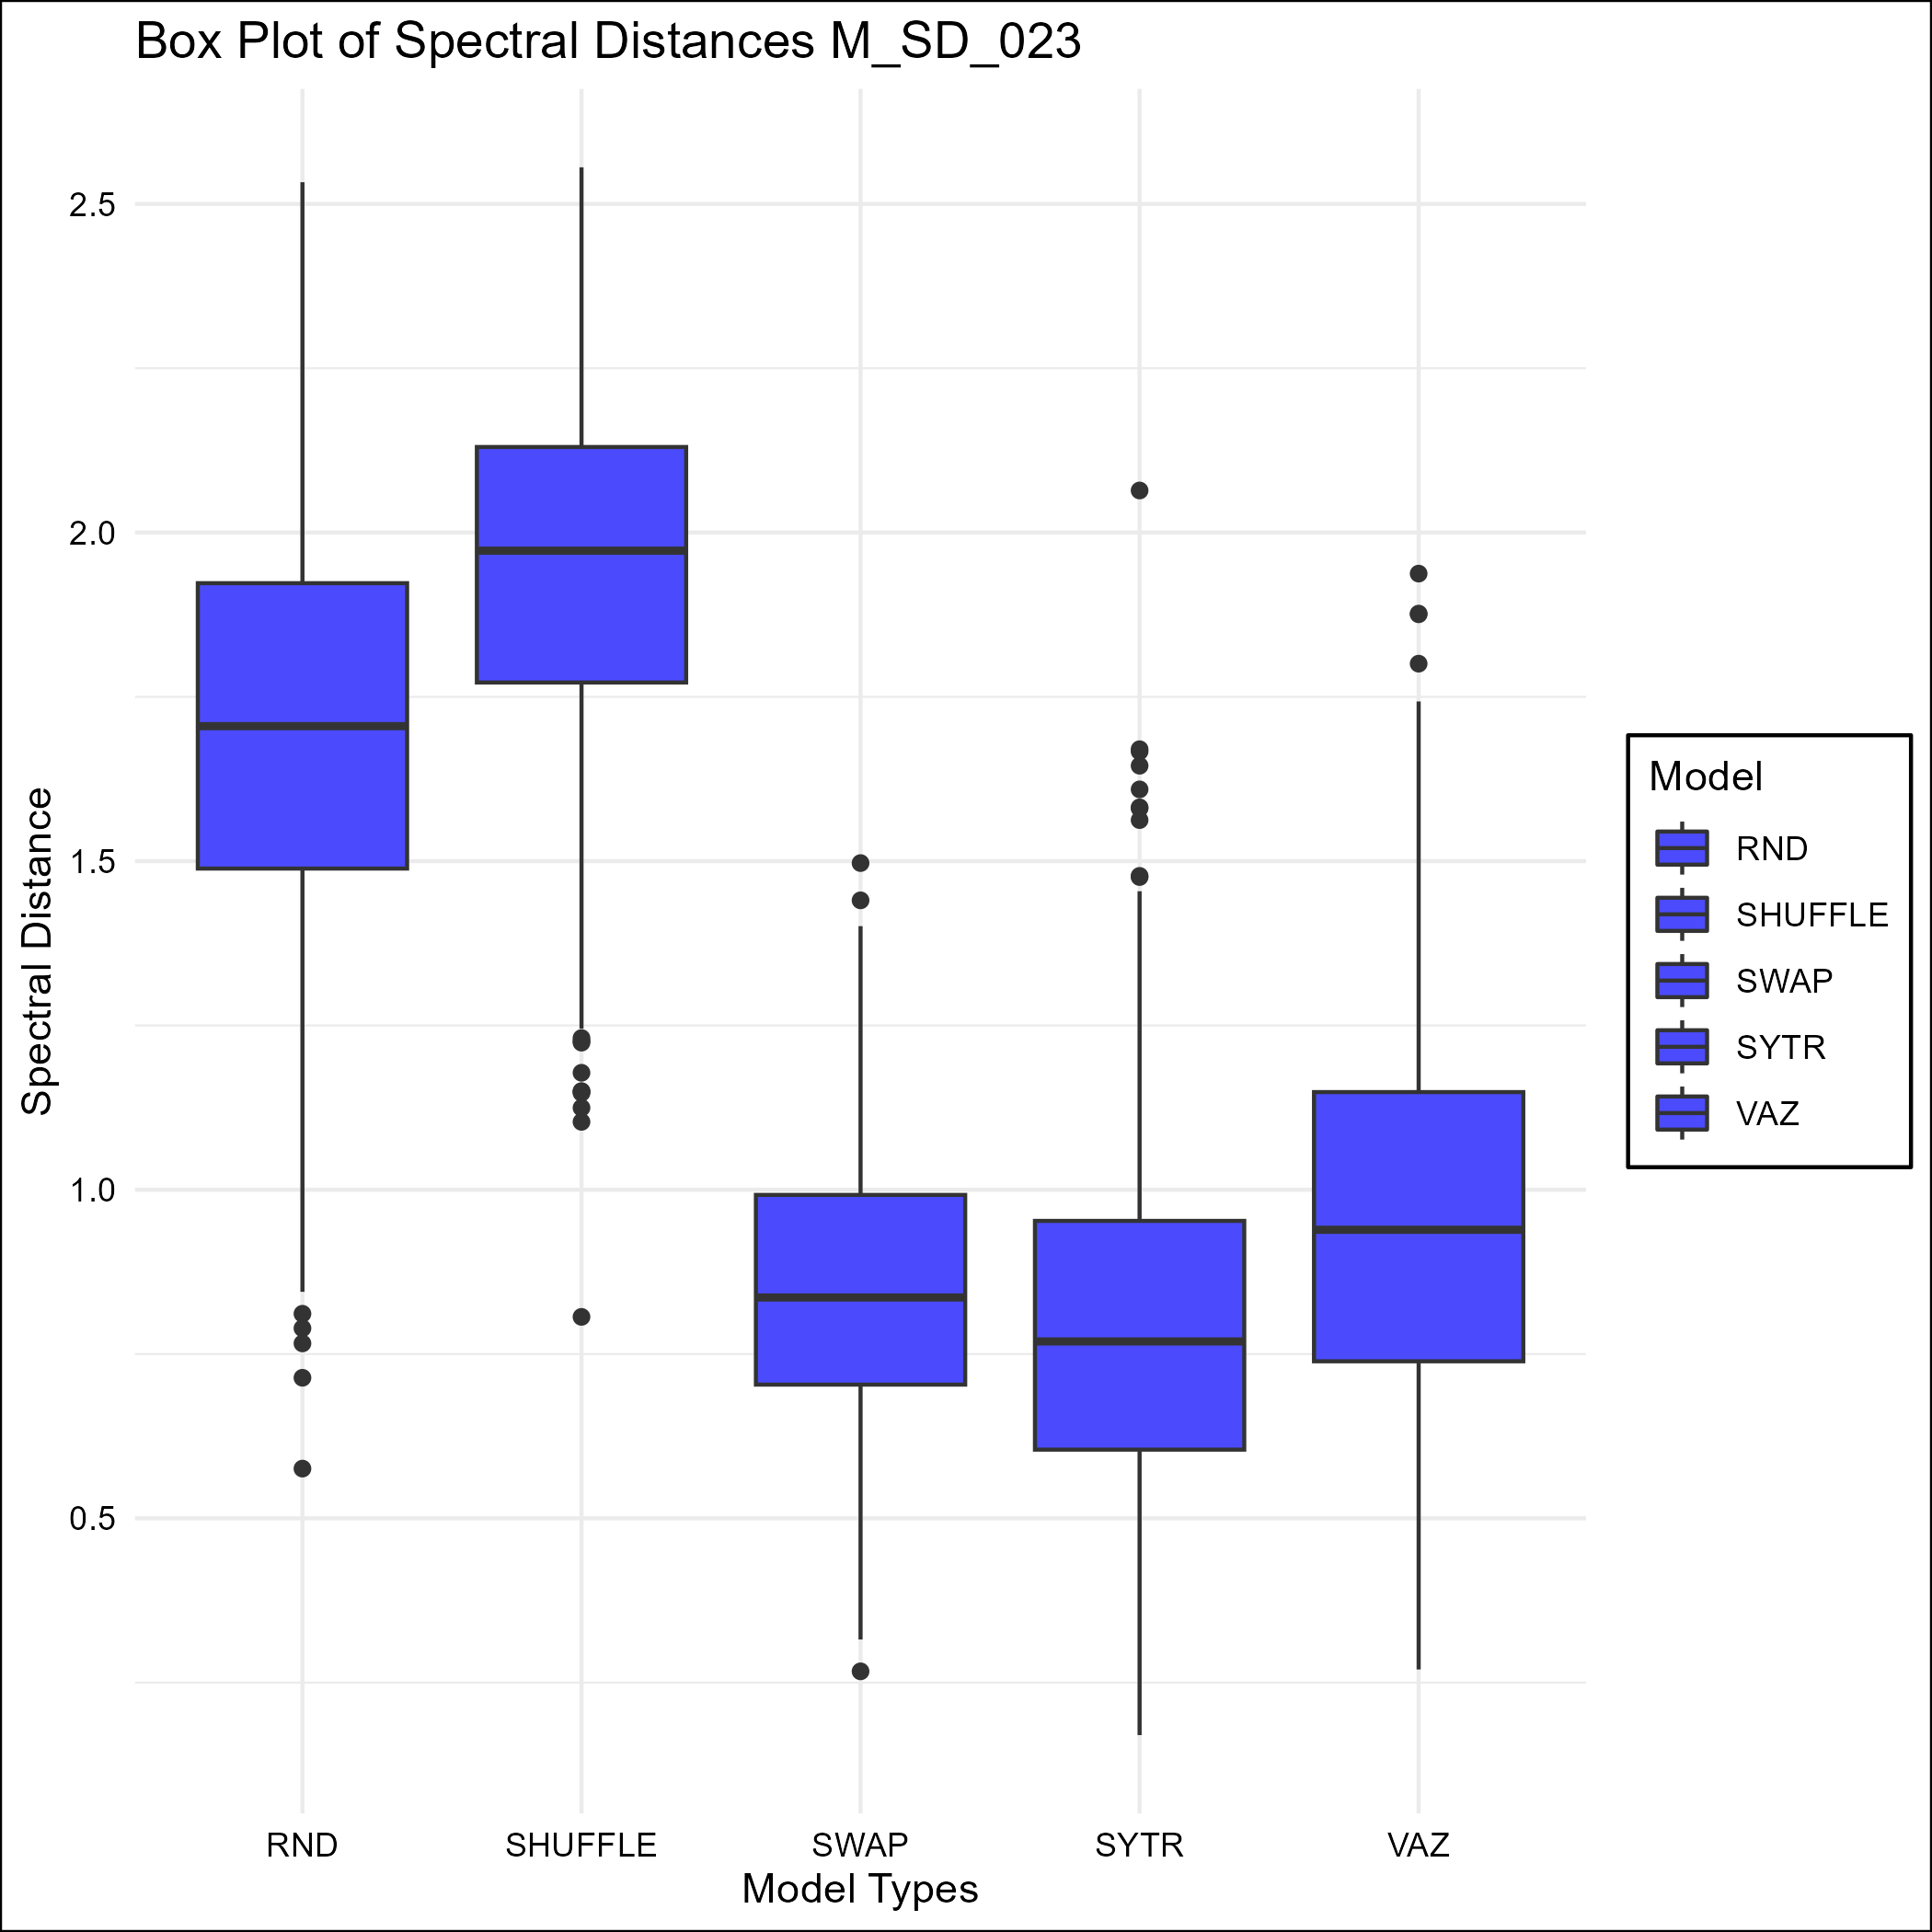 Box Plot of Spectral Distances M_SD_023
Spectral Distance
2.5
2.0
1.5
1.0
0.5
RND
SHUFFLE
SWAP
SYTR
VAZ
Model Types
Model
RND
SHUFFLE
SWAP
SYTR
VAZ